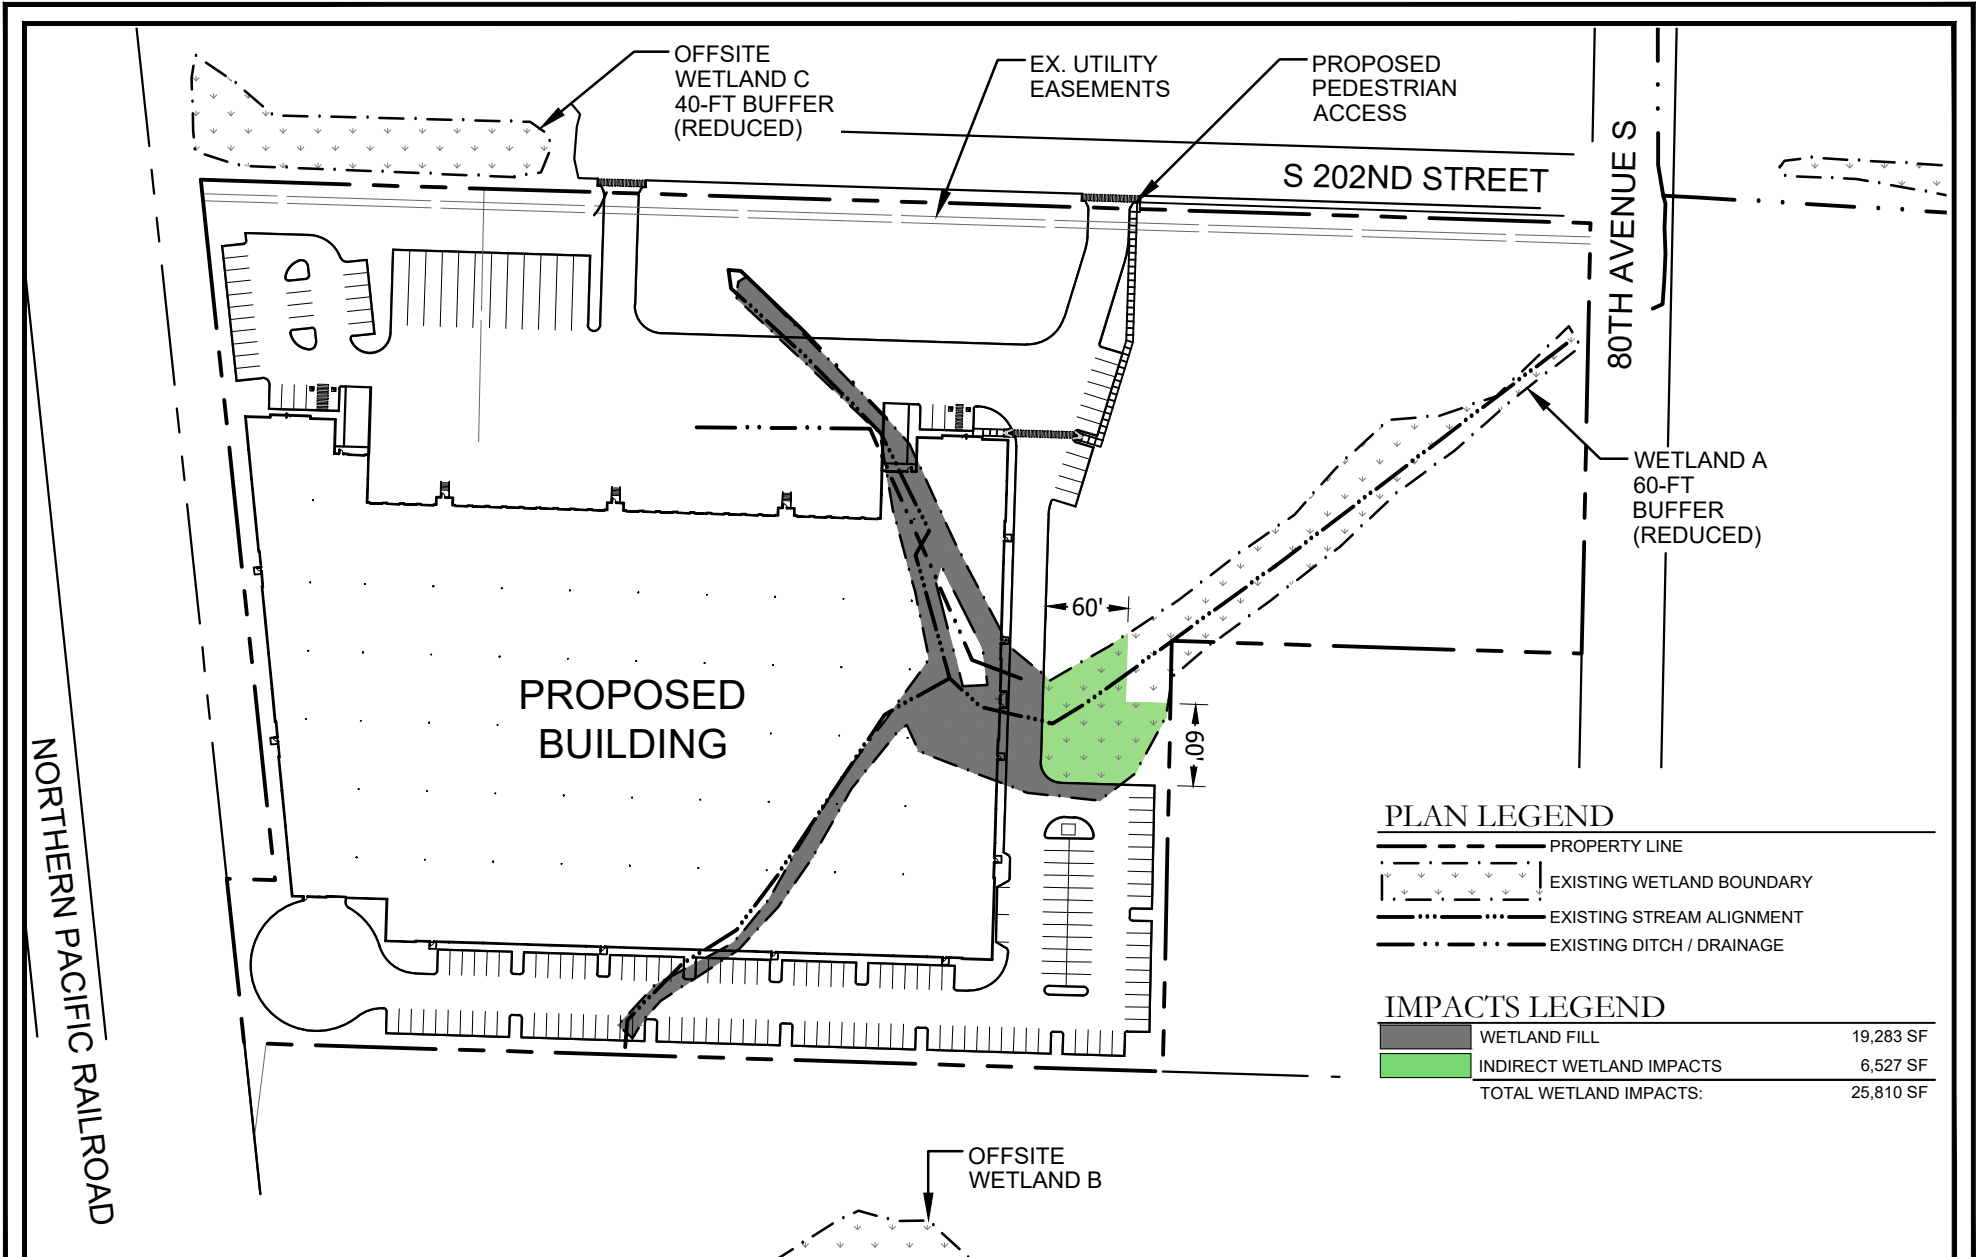 OFFSITE
WETLAND C
40-FT BUFFER
(REDUCED)
EX. UTILITY
EASEMENTS
PROPOSED
PEDESTRIAN
ACCESS
S 202ND STREET
80TH AVENUE S
WETLAND A
60-FT
BUFFER
(REDUCED)
60'
60'
PROPOSED
BUILDING
NORTHERN PACIFIC RAILROAD
PLAN LEGEND
PROPERTY LINE
EXISTING WETLAND BOUNDARY
EXISTING STREAM ALIGNMENT
EXISTING DITCH / DRAINAGE
IMPACTS LEGEND
WETLAND FILL 19,283 SF
INDIRECT WETLAND IMPACTS 6,527 SF
TOTAL WETLAND IMPACTS: 25,810 SF
OFFSITE
WETLAND B